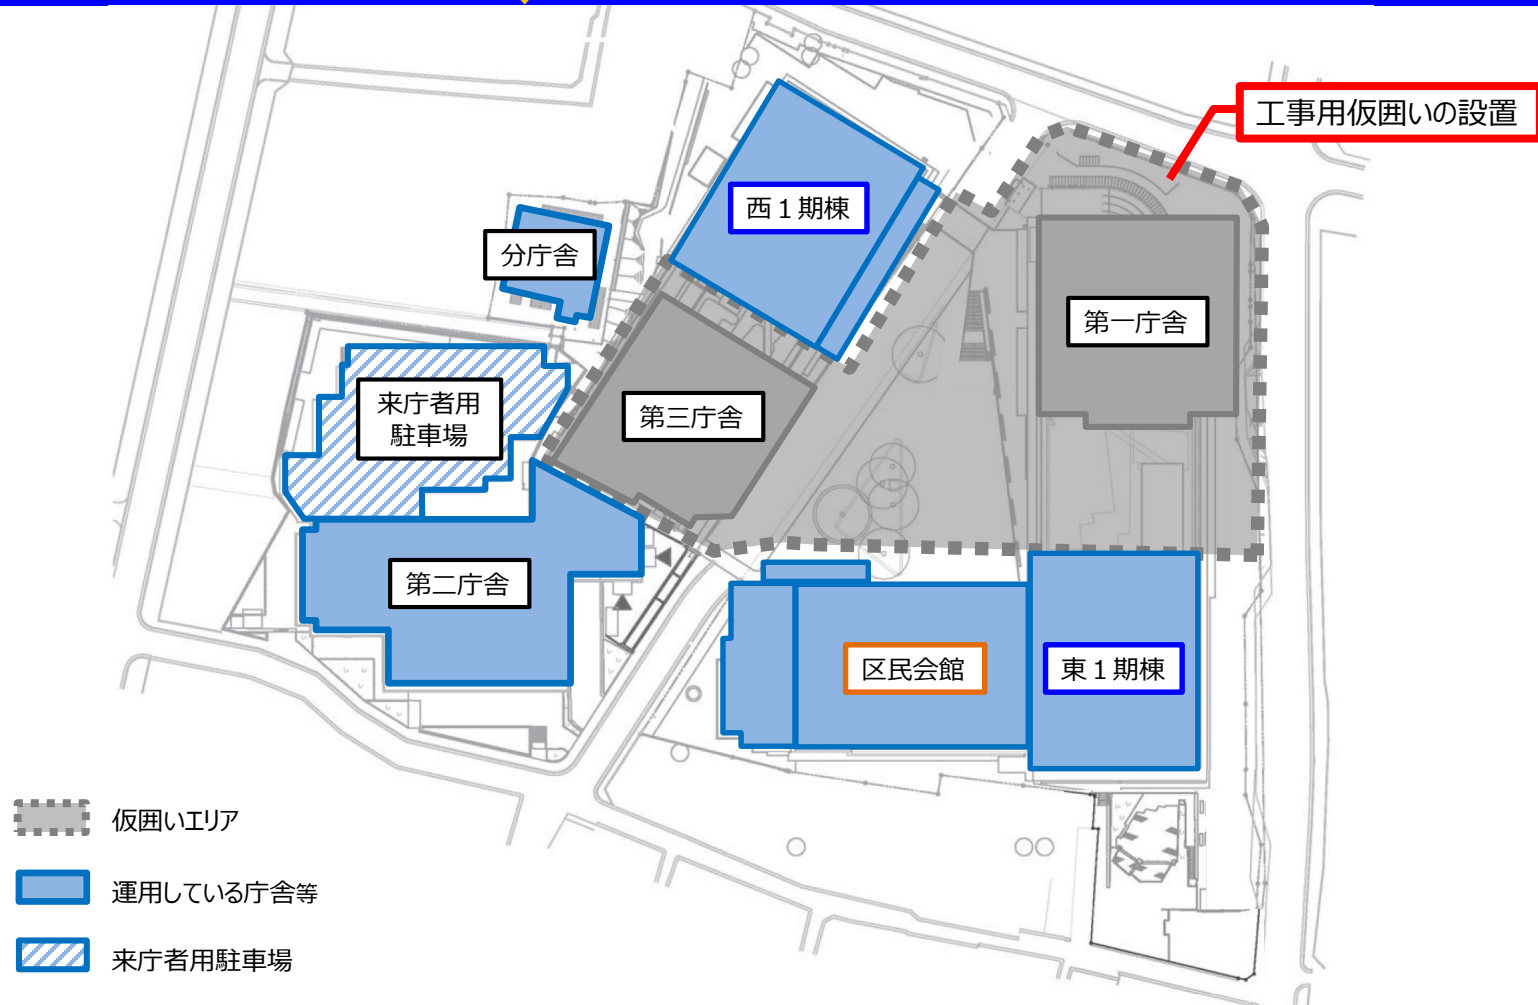 工事用仮囲いの設置
西１期棟
分庁舎
第一庁舎
来庁者用
駐車場
第三庁舎
第二庁舎
区民会館
東１期棟
仮囲いエリア
運用している庁舎等
来庁者用駐車場